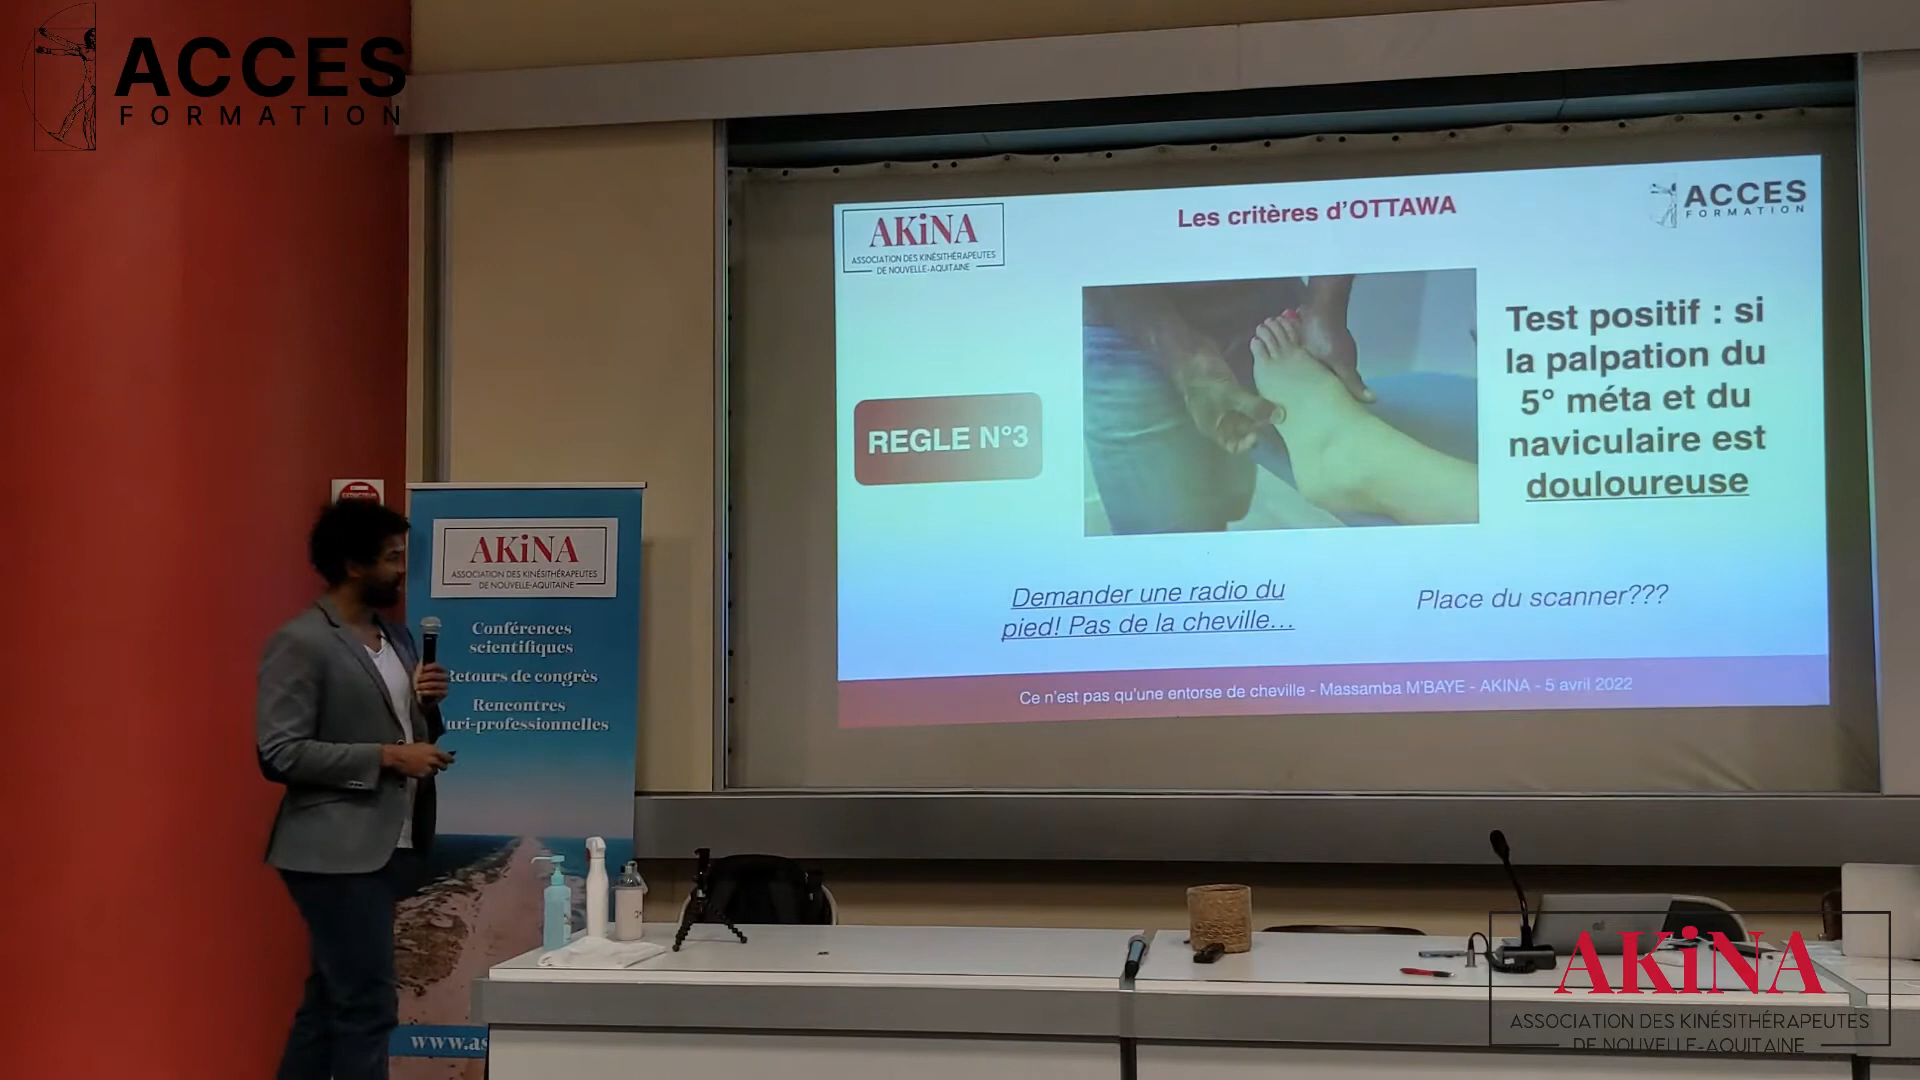 ACCES
FORMATION
AKiNA
ASSOCIATION DES KINÉSITHÉRAPEUTES
DE NOUVELLE-AQUITAINE
Les critères d'OTTAWA
ACCES
FORMATION
REGLE N°3
Test positif : si
la palpation du
5° méta et du
naviculaire est
douloureuse
Demander une radio du
pied! Pas de la cheville...
Place du scanner???
Ce n'est pas qu'une entorse de cheville - Massamba M'BAYE - AKINA - 5 avril 2022
EXTINCTEUR
AKiNA
ASSOCIATION DES KINÉSITHÉRAPEUTES
DE NOUVELLE-AQUITAINE
Conférences
scientifiques
Retours de congrès
Rencontres
uri-professionnelles
www.as
AKiNA
ASSOCIATION DES KINÉSITHÉRAPEUTES
DE NOUVELLE-AQUITAINE